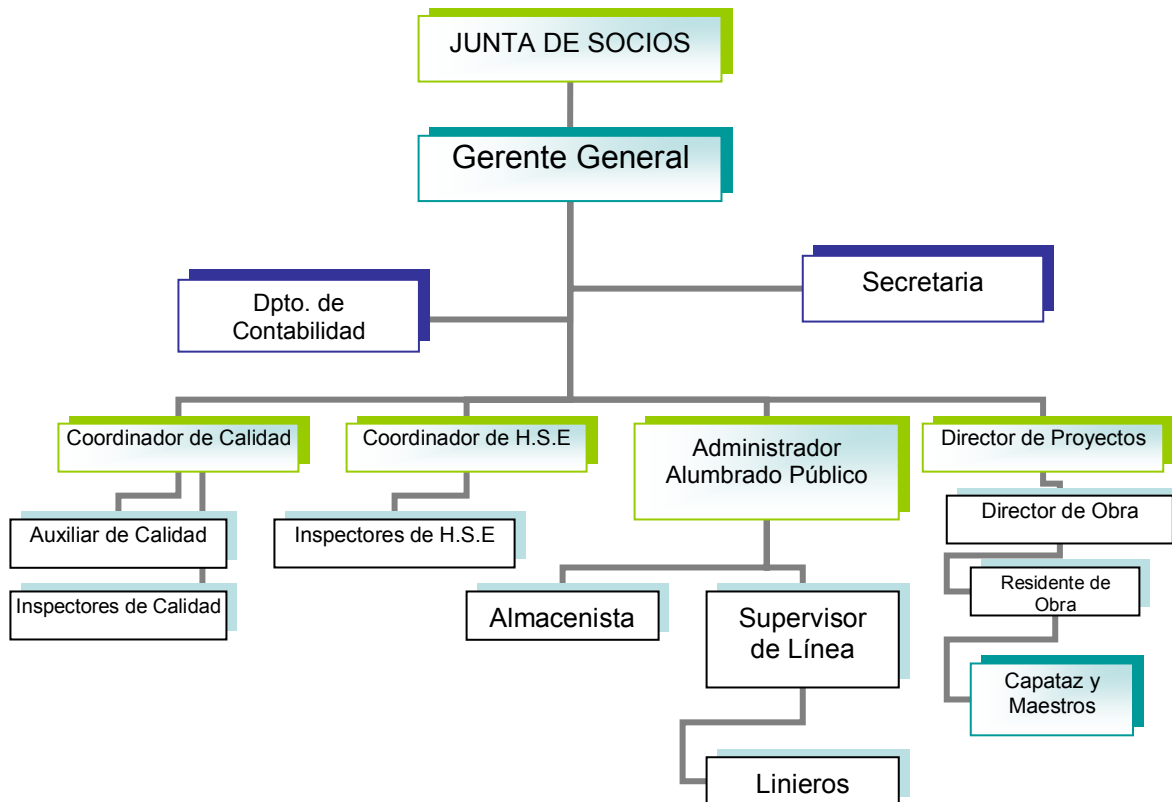 JUNTA DE SOCIOS
Gerente General
Dpto. de
Contabilidad
Secretaria
Coordinador de Calidad
Coordinador de H.S.E
Administrador
Alumbrado Público
Director de Proyectos
Auxiliar de Calidad
Inspectores de Calidad
Inspectores de H.S.E
Almacenista
Supervisor
de Línea
Linieros
Director de Obra
Residente de
Obra
Capataz y
Maestros